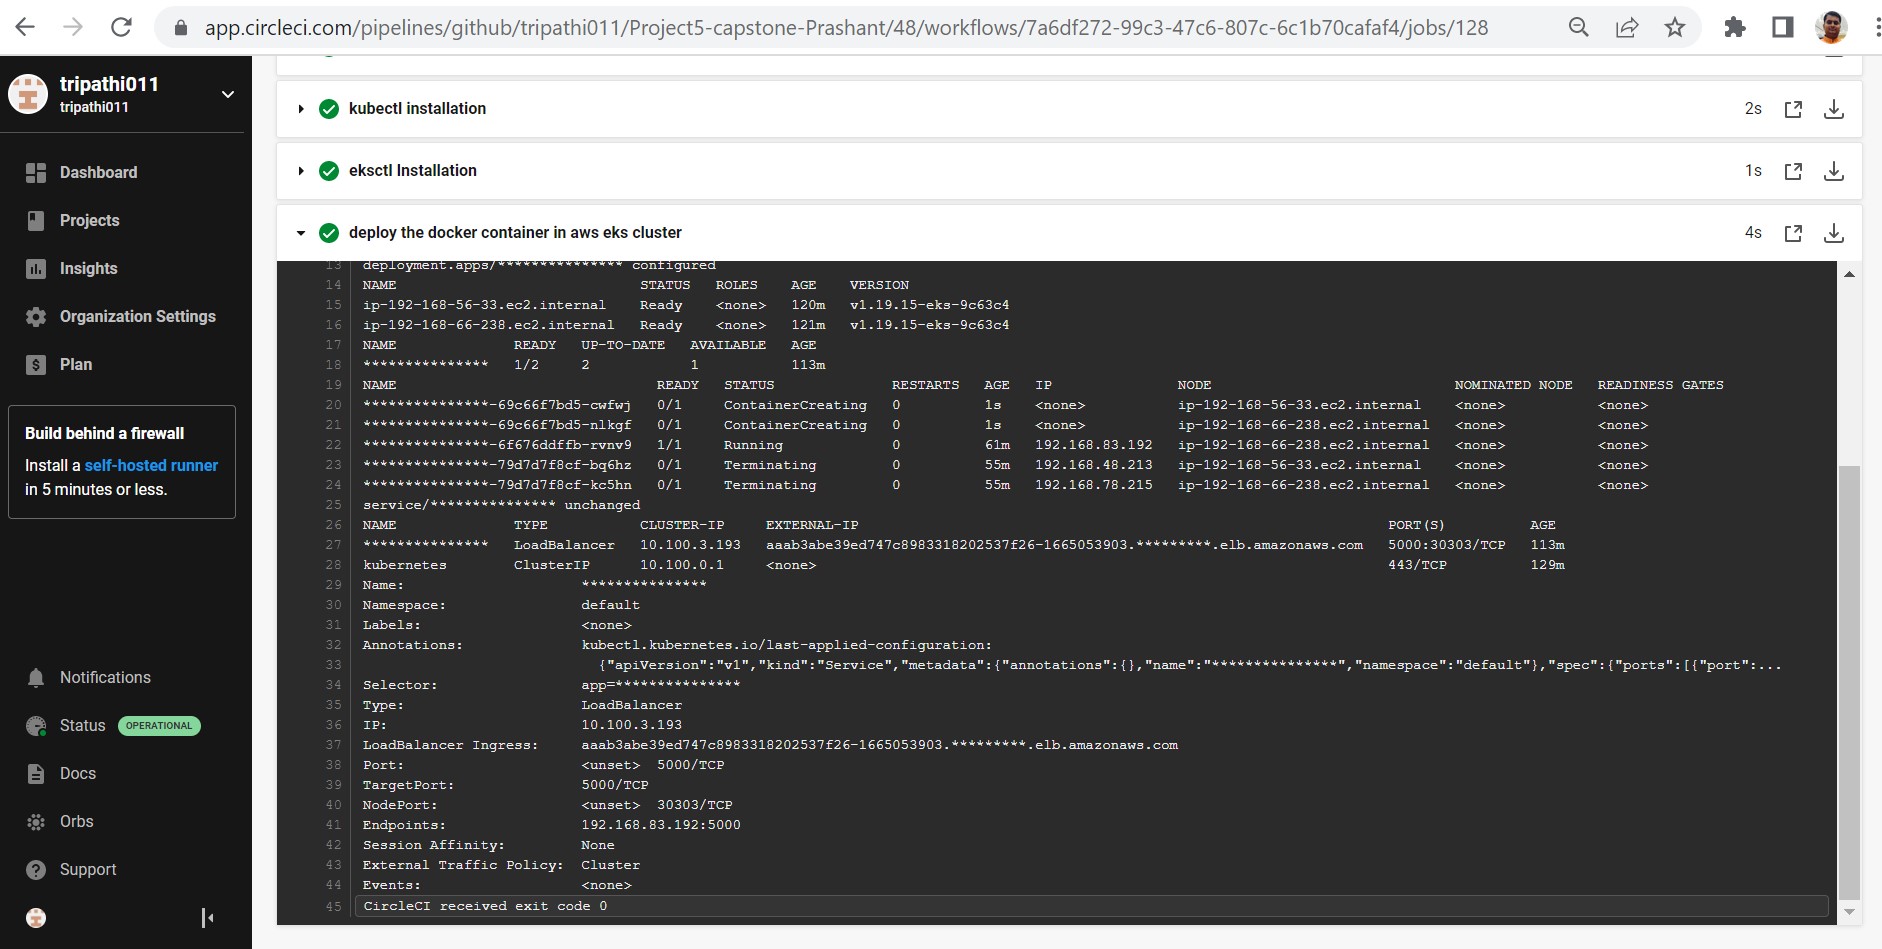 app.circleci.com/pipelines/github/tripathi011/Project5-capstone-Prashant/48/workflows/7a6df272-99c3-47c6-807c-6c1b70cafaf4/jobs/128
tripathi011
tripathi011
Dashboard
Projects
Insights
Organization Settings
Plan
Build behind a firewall
Install a self-hosted runner
in 5 minutes or less.
Notifications
Status OPERATIONAL
Docs
Orbs
Support
kubectl installation 2s
eksctl Installation 1s
deploy the docker container in aws eks cluster 4s
13 deployment.apps/*************** configured
14 NAME STATUS ROLES AGE VERSION
15 ip-192-168-56-33.ec2.internal Ready <none> 120m v1.19.15-eks-9c63c4
16 ip-192-168-66-238.ec2.internal Ready <none> 121m v1.19.15-eks-9c63c4
17 NAME READY UP-TO-DATE AVAILABLE AGE
18 *************** 1/2 2 1 113m
19 NAME READY STATUS RESTARTS AGE IP NODE NOMINATED NODE READINESS GATES
20 ***************-69c66f7bd5-cwfwj 0/1 ContainerCreating 0 1s <none> ip-192-168-56-33.ec2.internal <none> <none>
21 ***************-69c66f7bd5-nlkgf 0/1 ContainerCreating 0 1s <none> ip-192-168-66-238.ec2.internal <none> <none>
22 ***************-6f676ddffb-rvnv9 1/1 Running 0 61m 192.168.83.192 ip-192-168-66-238.ec2.internal <none> <none>
23 ***************-79d7d7f8cf-bq6hz 0/1 Terminating 0 55m 192.168.48.213 ip-192-168-56-33.ec2.internal <none> <none>
24 ***************-79d7d7f8cf-kc5hn 0/1 Terminating 0 55m 192.168.78.215 ip-192-168-66-238.ec2.internal <none> <none>
25 service/*************** unchanged
26 NAME TYPE CLUSTER-IP EXTERNAL-IP PORT(S) AGE
27 *************** LoadBalancer 10.100.3.193 aaab3abe39ed747c8983318202537f26-1665053903.*********.elb.amazonaws.com 5000:30303/TCP 113m
28 kubernetes ClusterIP 10.100.0.1 <none> 443/TCP 129m
29 Name: ***************
30 Namespace: default
31 Labels: <none>
32 Annotations: kubectl.kubernetes.io/last-applied-configuration:
33 {"apiVersion":"v1","kind":"Service","metadata":{"annotations":{},"name":"***************","namespace":"default"},"spec":{"ports":[{"port":...
34 Selector: app=***************
35 Type: LoadBalancer
36 IP: 10.100.3.193
37 LoadBalancer Ingress: aaab3abe39ed747c8983318202537f26-1665053903.*********.elb.amazonaws.com
38 Port: <unset> 5000/TCP
39 TargetPort: 5000/TCP
40 NodePort: <unset> 30303/TCP
41 Endpoints: 192.168.83.192:5000
42 Session Affinity: None
43 External Traffic Policy: Cluster
44 Events: <none>
45 CircleCI received exit code 0